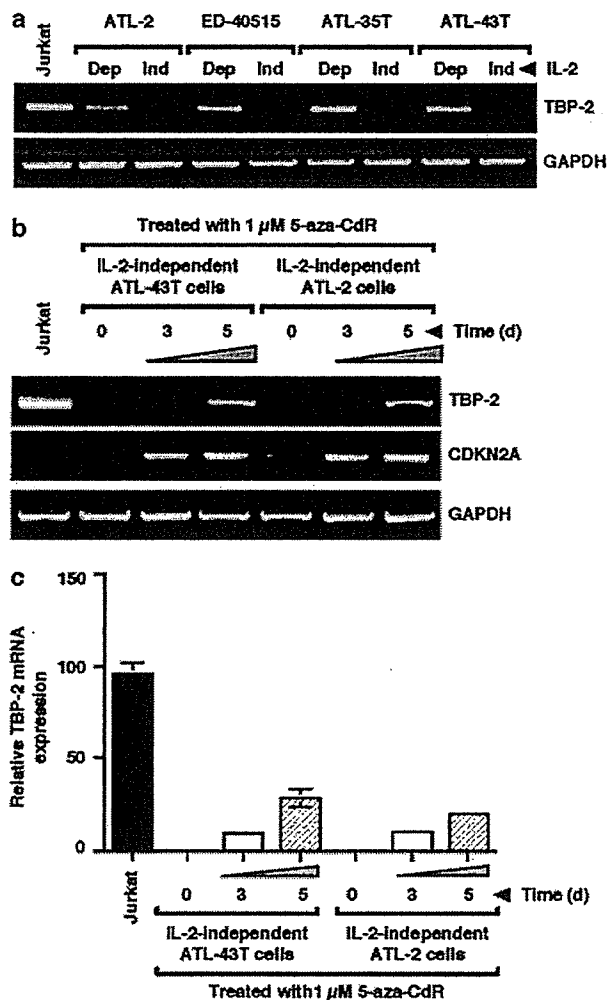 a
ATL-2 ED-40515 ATL-35T ATL-43T
Jurkat
Dep Ind Dep Ind Dep Ind Dep Ind IL-2
TBP-2
GAPDH
b
Treated with 1 µM 5-aza-CdR
IL-2-independent ATL-43T cells
IL-2-independent ATL-2 cells
Jurkat
0 3 5 0 3 5 Time (d)
TBP-2
CDKN2A
GAPDH
c
Relative TBP-2 mRNA
expression
150
100
50
0
Jurkat
0 3 5 0 3 5 Time (d)
IL-2-independent ATL-43T cells
IL-2-independent ATL-2 cells
Treated with 1 µM 5-aza-CdR